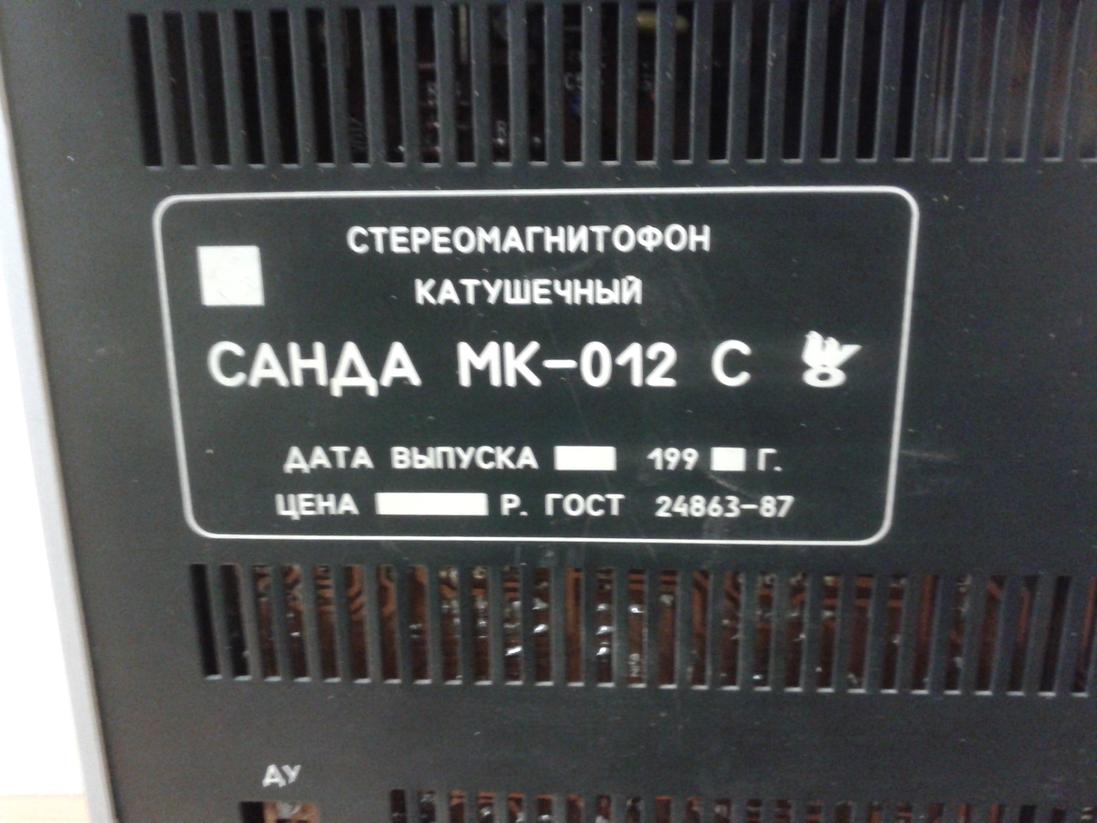 СТЕРЕОМАГНИТОФОН
КАТУШЕЧНЫЙ
САНДА МК-012 С
ДАТА ВЫПУСКА 199 Г.
ЦЕНА Р. ГОСТ 24863-87
ДУ